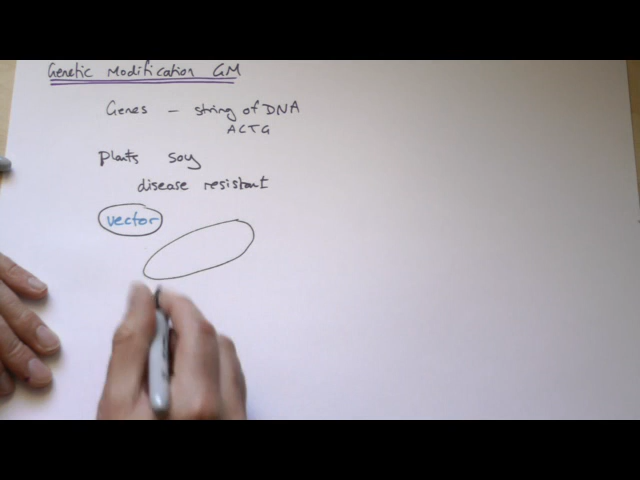 Genetic Modification GM
Genes - string of DNA
ACTG
Plants soy
disease resistant
vector